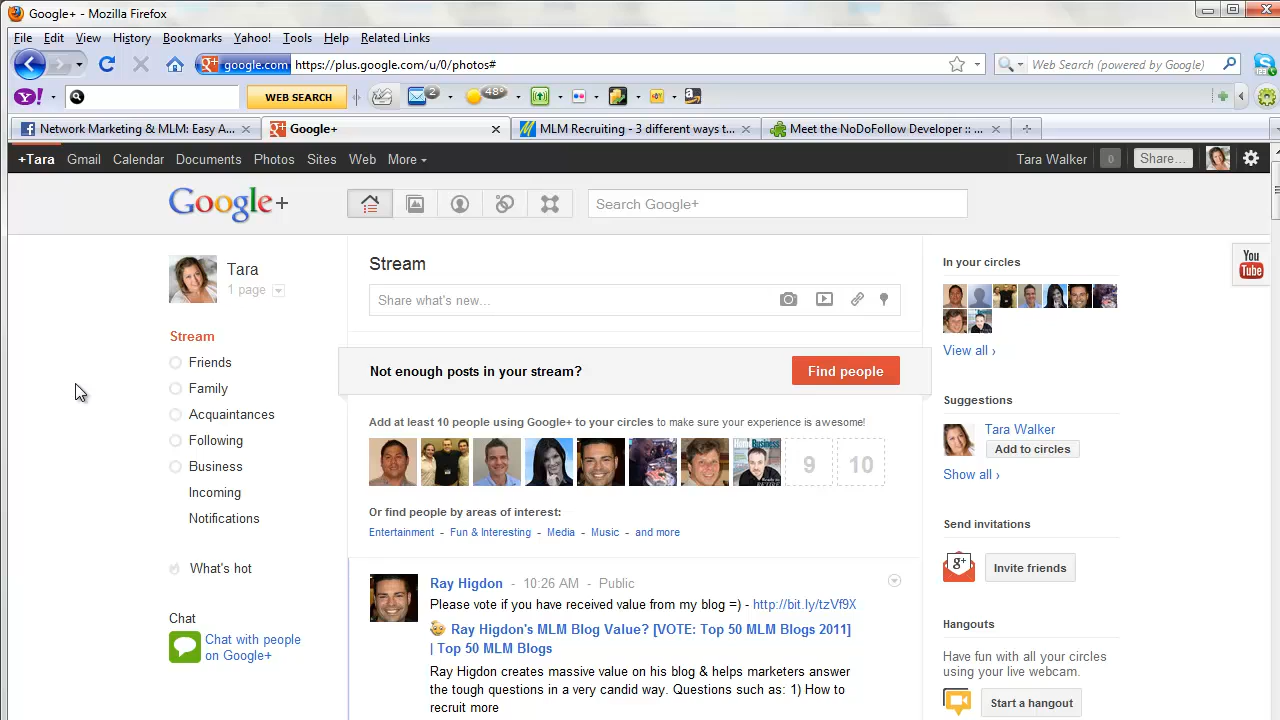 Google+ - Mozilla Firefox
File Edit View History Bookmarks Yahoo! Tools Help Related Links
google.com https://plus.google.com/u/0/photos# Web Search (powered by Google)
Y! WEB SEARCH 2 48°
Network Marketing & MLM: Easy A... Google+ MLM Recruiting - 3 different ways t... Meet the NoDoFollow Developer :: ...
+Tara Gmail Calendar Documents Photos Sites Web More Tara Walker 0 Share...
Google+ Search Google+
You
Tube
Tara
1 page
Stream
Friends
Family
Acquaintances
Following
Business
Incoming
Notifications
What's hot
Chat
Chat with people
on Google+
Stream
Share what's new...
Not enough posts in your stream? Find people
Add at least 10 people using Google+ to your circles to make sure your experience is awesome!
9 10
Or find people by areas of interest:
Entertainment - Fun & Interesting - Media - Music - and more
Ray Higdon - 10:26 AM - Public
Please vote if you have received value from my blog =) - http://bit.ly/tzVf9X
Ray Higdon's MLM Blog Value? [VOTE: Top 50 MLM Blogs 2011]
| Top 50 MLM Blogs
Ray Higdon creates massive value on his blog & helps marketers answer
the tough questions in a very candid way. Questions such as: 1) How to
recruit more
In your circles
View all ›
Suggestions
Tara Walker
Add to circles
Show all ›
Send invitations
g+ Invite friends
Hangouts
Have fun with all your circles
using your live webcam.
Start a hangout